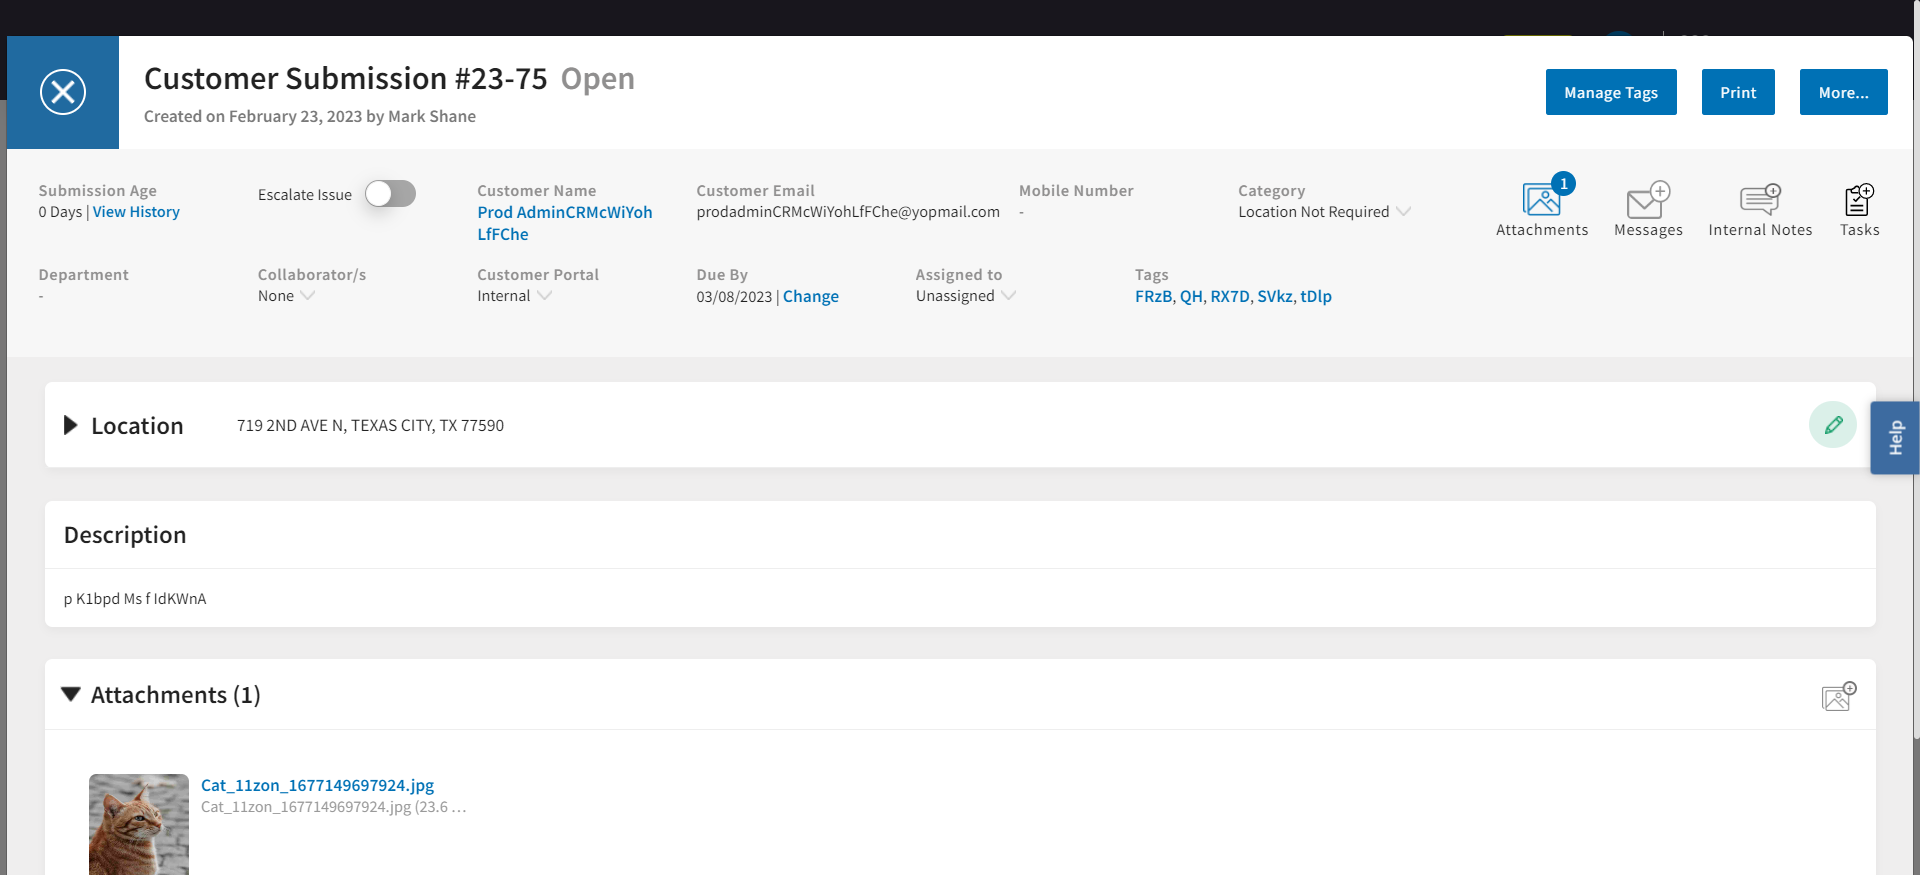 Customer Submission #23-75 Open
Created on February 23, 2023 by Mark Shane
Manage Tags
Print
More...
Submission Age
0 Days | View History
Escalate Issue
Customer Name
Prod AdminCRMcWiYoh
LfFChe
Customer Email
prodadminCRMcWiYohLfFChe@yopmail.com
Mobile Number
-
Category
Location Not Required
1
Attachments
Messages
Internal Notes
Tasks
Department
-
Collaborator/s
None
Customer Portal
Internal
Due By
03/08/2023 | Change
Assigned to
Unassigned
Tags
FRzB, QH, RX7D, SVkz, tDlp
Location
719 2ND AVE N, TEXAS CITY, TX 77590
Help
Description
p K1bpd Ms f IdKWnA
Attachments (1)
Cat_11zon_1677149697924.jpg
Cat_11zon_1677149697924.jpg (23.6 ...